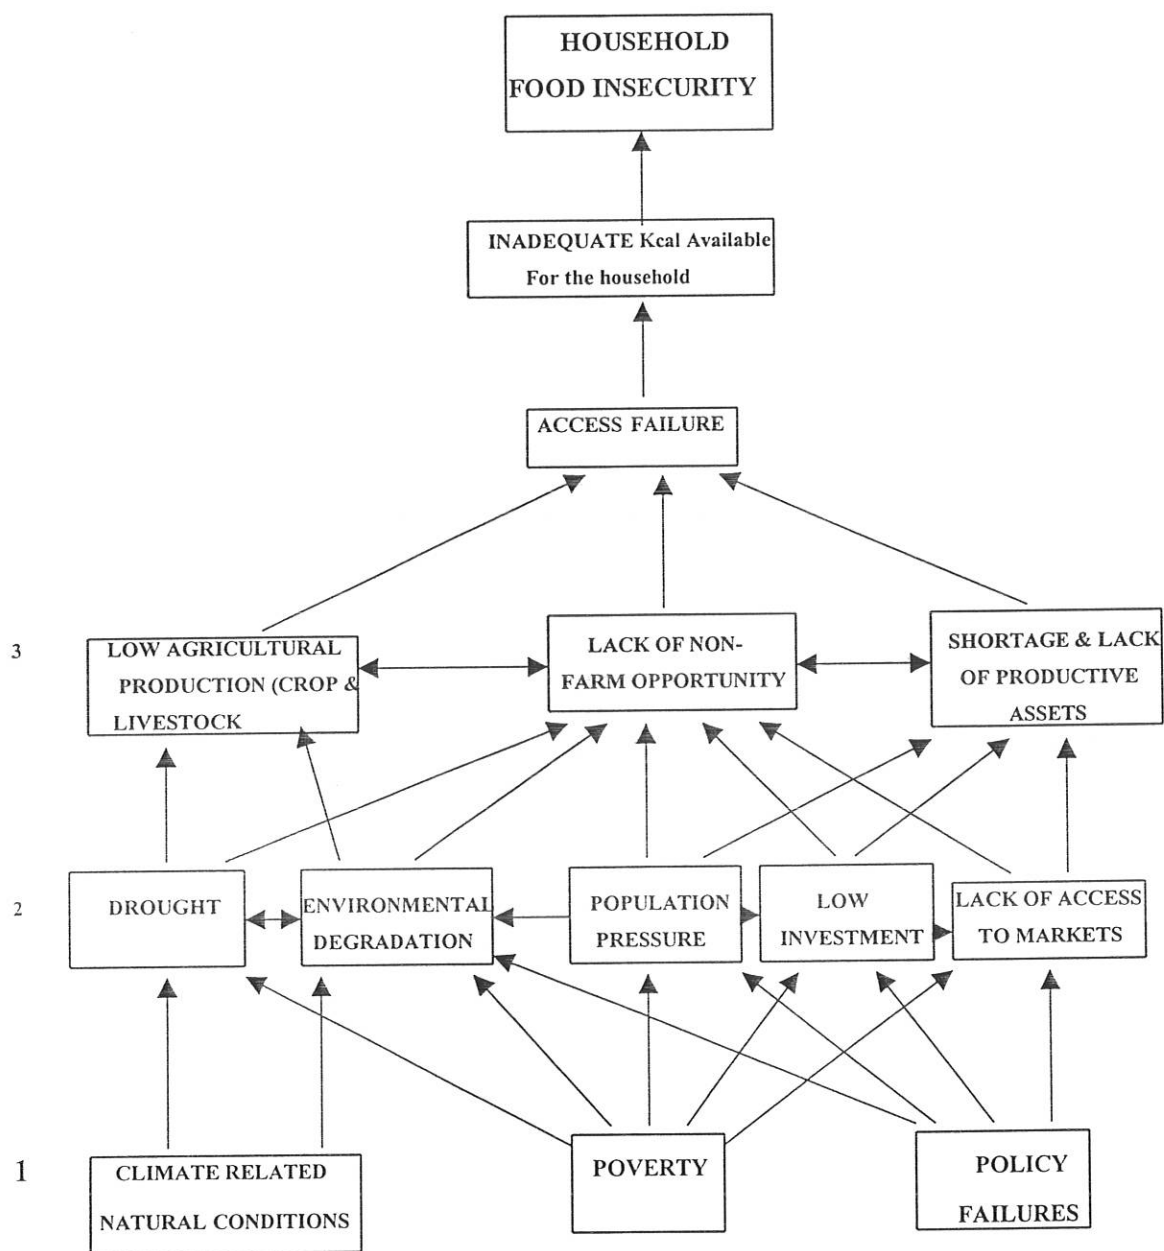 HOUSEHOLD
FOOD INSECURITY
INADEQUATE Kcal Available
For the household
ACCESS FAILURE
3
LOW AGRICULTURAL
PRODUCTION (CROP &
LIVESTOCK
LACK OF NON-
FARM OPPORTUNITY
SHORTAGE & LACK
OF PRODUCTIVE
ASSETS
2
DROUGHT
ENVIRONMENTAL
DEGRADATION
POPULATION
PRESSURE
LOW
INVESTMENT
LACK OF ACCESS
TO MARKETS
1
CLIMATE RELATED
NATURAL CONDITIONS
POVERTY
POLICY
FAILURES